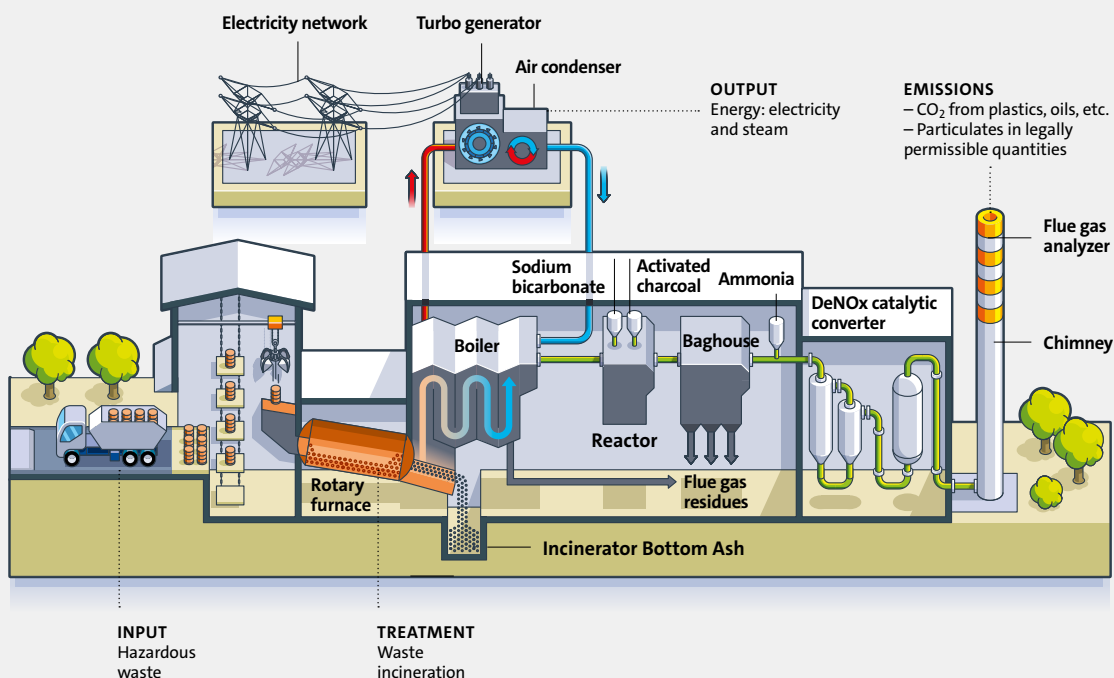 Electricity network
Turbo generator
Air condenser
OUTPUT
Energy: electricity
and steam
EMISSIONS
– CO₂ from plastics, oils, etc.
– Particulates in legally
permissible quantities
Flue gas
analyzer
Sodium
bicarbonate
Activated
charcoal
Ammonia
DeNOx catalytic
converter
Boiler
Baghouse
Chimney
Reactor
Rotary
furnace
Flue gas
residues
Incinerator Bottom Ash
INPUT
Hazardous
waste
TREATMENT
Waste
incineration